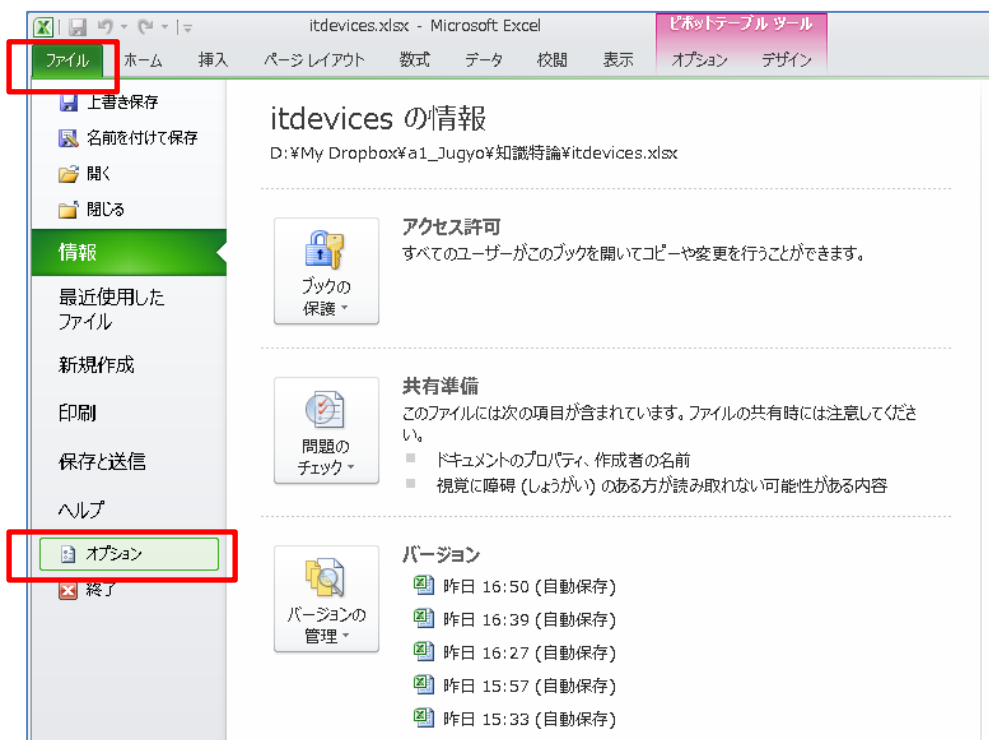 itdevices.xlsx - Microsoft Excel
ピボットテーブル ツール
ファイル ホーム 挿入 ページ レイアウト 数式 データ 校閲 表示 オプション デザイン
上書き保存
名前を付けて保存
開く
閉じる
情報
最近使用した
ファイル
新規作成
印刷
保存と送信
ヘルプ
オプション
終了
itdevices の情報
D:¥My Dropbox¥a1_Jugyo¥知識特論¥itdevices.xlsx
ブックの
保護
アクセス許可
すべてのユーザーがこのブックを開いてコピーや変更を行うことができます。
問題の
チェック
共有準備
このファイルには次の項目が含まれています。ファイルの共有時には注意してくださ
い。
ドキュメントのプロパティ、作成者の名前
視覚に障碍 (しょうがい) のある方が読み取れない可能性がある内容
バージョンの
管理
バージョン
昨日 16:50 (自動保存)
昨日 16:39 (自動保存)
昨日 16:27 (自動保存)
昨日 15:57 (自動保存)
昨日 15:33 (自動保存)